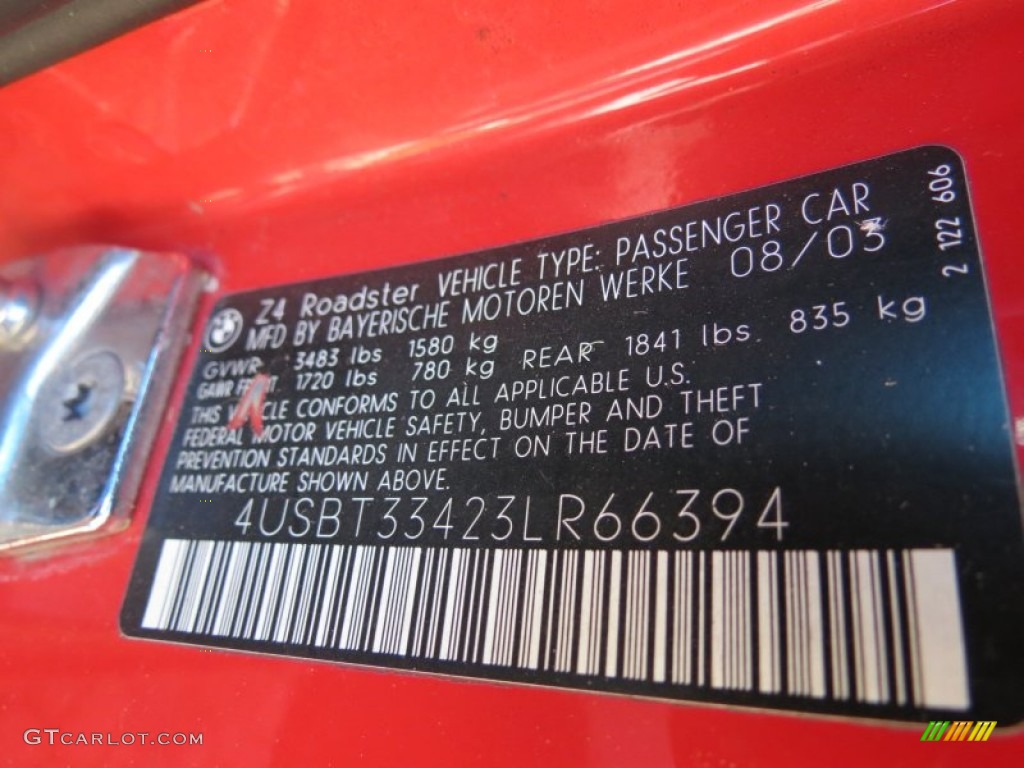 Z4 Roadster VEHICLE TYPE: PASSENGER CAR
MFD BY BAYERISCHE MOTOREN WERKE 08/03
GVWR 3483 lbs 1580 kg
GAWR FRONT 1720 lbs 780 kg REAR 1841 lbs. 835 kg
THIS VEHICLE CONFORMS TO ALL APPLICABLE U.S.
FEDERAL MOTOR VEHICLE SAFETY, BUMPER AND THEFT
PREVENTION STANDARDS IN EFFECT ON THE DATE OF
MANUFACTURE SHOWN ABOVE.
4USBT33423LR66394
2 122 606
GTCARLOT.COM